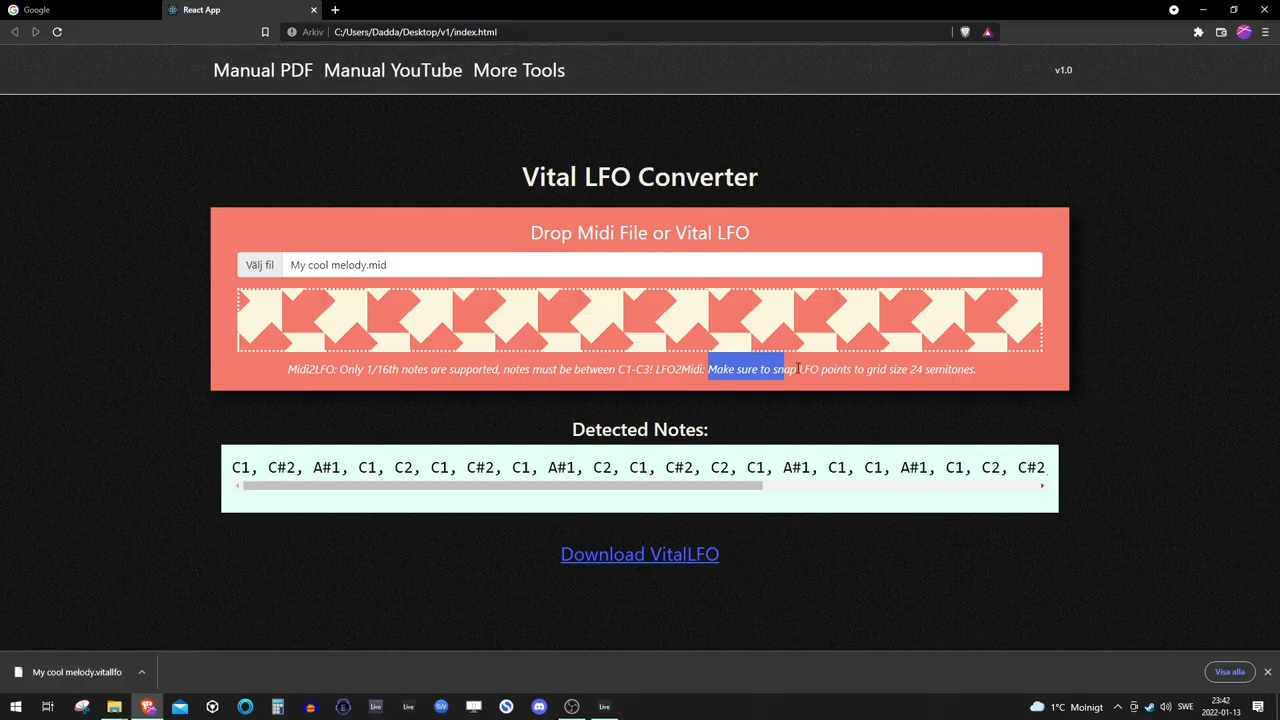 Google
React App
Arkiv C:/Users/Dadda/Desktop/v1/index.html
Manual PDF Manual YouTube More Tools v1.0
Vital LFO Converter
Drop Midi File or Vital LFO
Välj fil My cool melody.mid
Midi2LFO: Only 1/16th notes are supported, notes must be between C1-C3! LFO2Midi: Make sure to snap LFO points to grid size 24 semitones.
Detected Notes:
C1, C#2, A#1, C1, C2, C1, C#2, C1, A#1, C2, C1, C#2, C2, C1, A#1, C1, C1, A#1, C1, C2, C#2,
Download VitalLFO
My cool melody.vitallfo Visa alla
Live Live Live 1°C Molnigt SWE 23:42
2022-01-13